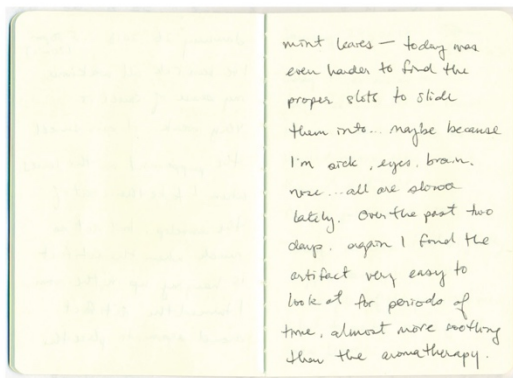 mint leaves — today was
even harder to find the
proper slots to slide
them into... maybe because
I'm sick, eyes, brain,
nose... all are slower
lately. Over the past two
days, again I find the
artifact very easy to
look at for periods of
time, almost more soothing
than the aromatherapy.